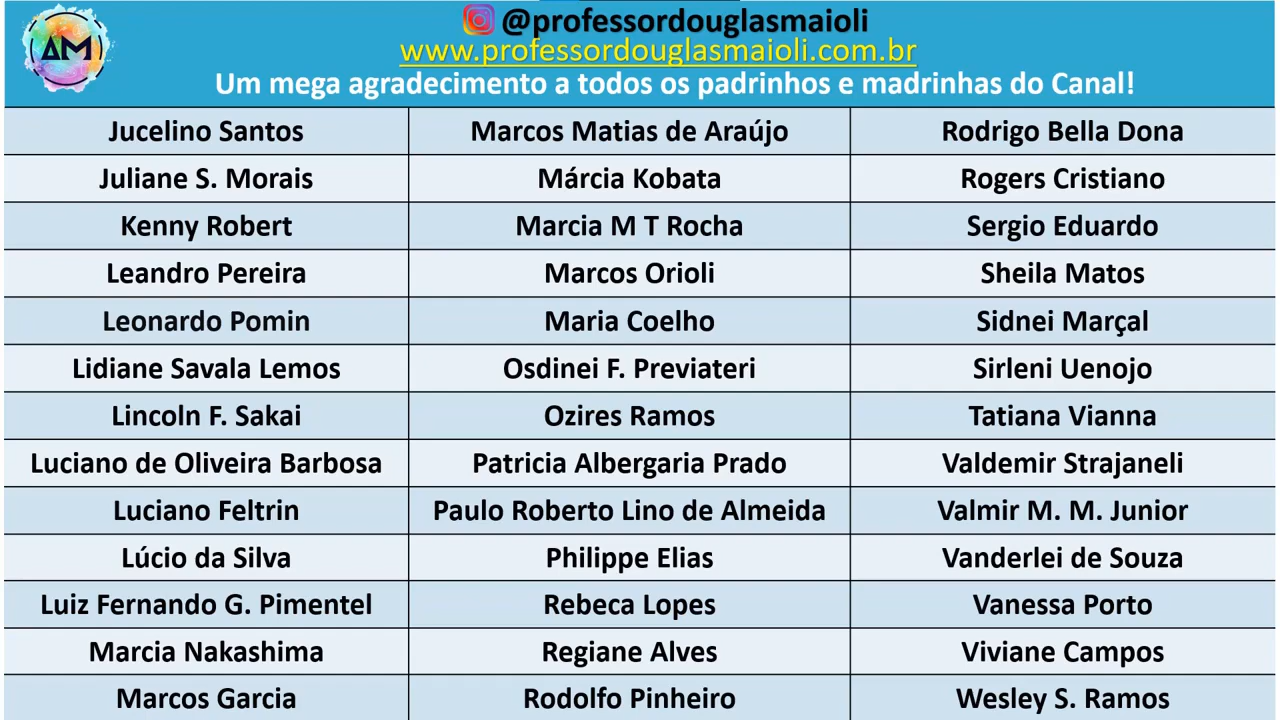 AM
@professordouglasmaioli
www.professordouglasmaioli.com.br
Um mega agradecimento a todos os padrinhos e madrinhas do Canal!
Jucelino Santos Marcos Matias de Araújo Rodrigo Bella Dona
Juliane S. Morais Márcia Kobata Rogers Cristiano
Kenny Robert Marcia M T Rocha Sergio Eduardo
Leandro Pereira Marcos Orioli Sheila Matos
Leonardo Pomin Maria Coelho Sidnei Marçal
Lidiane Savala Lemos Osdinei F. Previateri Sirleni Uenojo
Lincoln F. Sakai Ozires Ramos Tatiana Vianna
Luciano de Oliveira Barbosa Patricia Albergaria Prado Valdemir Strajaneli
Luciano Feltrin Paulo Roberto Lino de Almeida Valmir M. M. Junior
Lúcio da Silva Philippe Elias Vanderlei de Souza
Luiz Fernando G. Pimentel Rebeca Lopes Vanessa Porto
Marcia Nakashima Regiane Alves Viviane Campos
Marcos Garcia Rodolfo Pinheiro Wesley S. Ramos